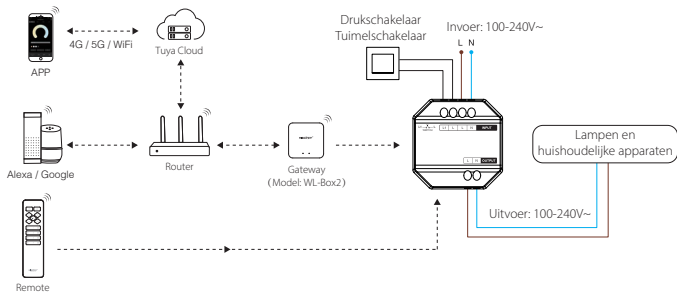 4G / 5G / WiFi
APP
Tuya Cloud
Drukschakelaar
Tuimelschakelaar
Invoer: 100-240V~
L N
Alexa / Google
Router
Gateway
(Model: WL-Box2)
L L N INPUT
L N OUTPUT
Lampen en
huishoudelijke apparaten
Uitvoer: 100-240V~
Remote